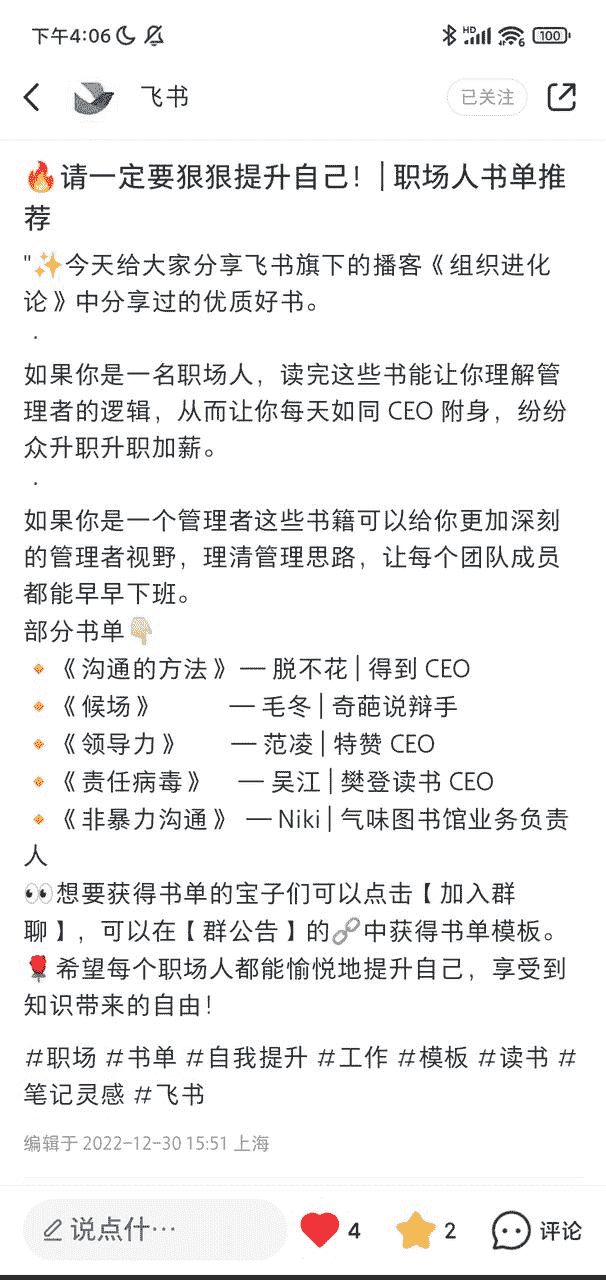 下午4:06 HD 6 100
飞书 已关注
🔥请一定要狠狠提升自己！| 职场人书单推
荐
"✨今天给大家分享飞书旗下的播客《组织进化
论》中分享过的优质好书。
·
如果你是一名职场人，读完这些书能让你理解管
理者的逻辑，从而让你每天如同 CEO 附身，纷纷
众升职升职加薪。
·
如果你是一个管理者这些书籍可以给你更加深刻
的管理者视野，理清管理思路，让每个团队成员
都能早早下班。
部分书单👇🏻
🔸《沟通的方法》— 脱不花 | 得到 CEO
🔸《候场》 — 毛冬 | 奇葩说辩手
🔸《领导力》 — 范凌 | 特赞 CEO
🔸《责任病毒》 — 吴江 | 樊登读书 CEO
🔸《非暴力沟通》 — Niki | 气味图书馆业务负责
人
👀想要获得书单的宝子们可以点击【加入群
聊】，可以在【群公告】的🔗中获得书单模板。
🌹希望每个职场人都能愉悦地提升自己，享受到
知识带来的自由！
#职场 #书单 #自我提升 #工作 #模板 #读书 #
笔记灵感 #飞书
编辑于 2022-12-30 15:51 上海
说点什… 4 2 评论